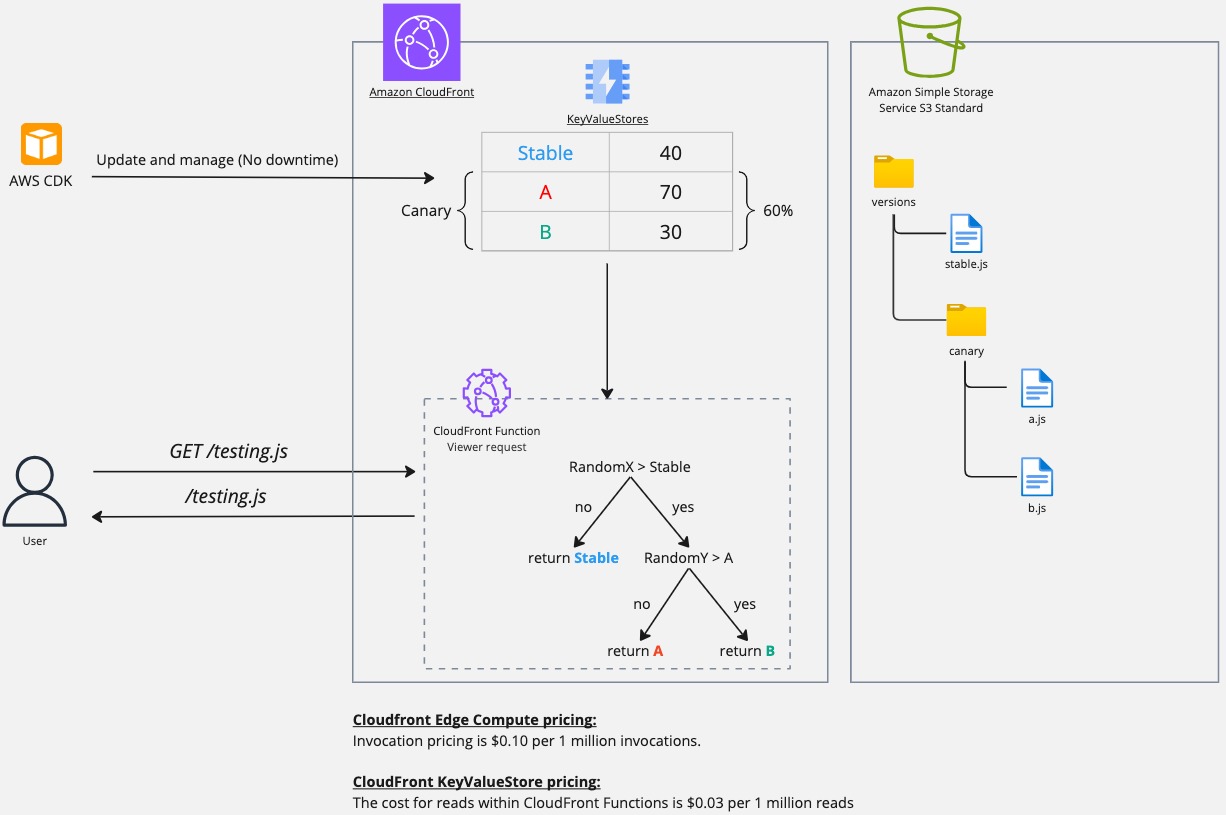 Amazon CloudFront
KeyValueStores
Stable 40
A 70
B 30
Canary
60%
AWS CDK
Update and manage (No downtime)
Amazon Simple Storage
Service S3 Standard
versions
stable.js
canary
a.js
b.js
CloudFront Function
Viewer request
GET /testing.js
/testing.js
User
RandomX > Stable
no yes
return Stable
RandomY > A
no yes
return A
return B
Cloudfront Edge Compute pricing:
Invocation pricing is $0.10 per 1 million invocations.
CloudFront KeyValueStore pricing:
The cost for reads within CloudFront Functions is $0.03 per 1 million reads